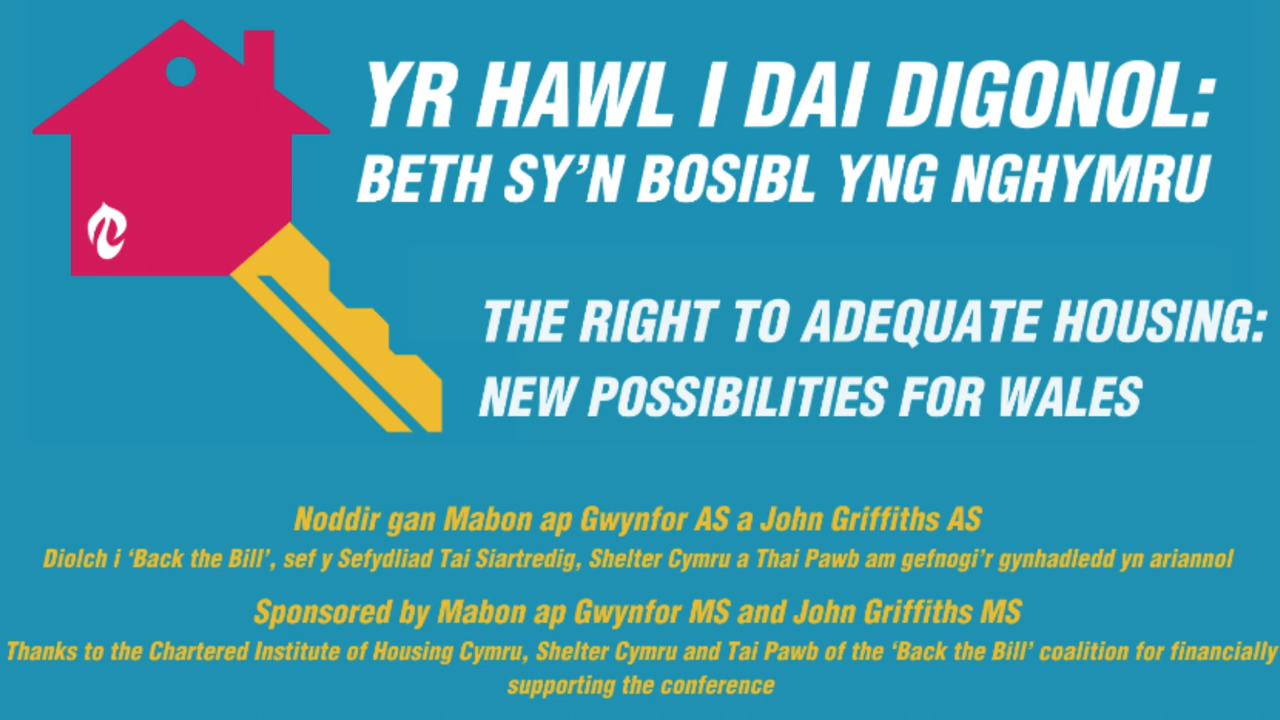 YR HAWL I DAI DIGONOL:
BETH SY'N BOSIBL YNG NGHYMRU
THE RIGHT TO ADEQUATE HOUSING:
NEW POSSIBILITIES FOR WALES
Noddir gan Mabon ap Gwynfor AS a John Griffiths AS
Diolch i 'Back the Bill', sef y Sefydliad Tai Siartredig, Shelter Cymru a Thai Pawb am gefnogi'r gynhadledd yn ariannol
Sponsored by Mabon ap Gwynfor MS and John Griffiths MS
Thanks to the Chartered Institute of Housing Cymru, Shelter Cymru and Tai Pawb of the 'Back the Bill' coalition for financially
supporting the conference